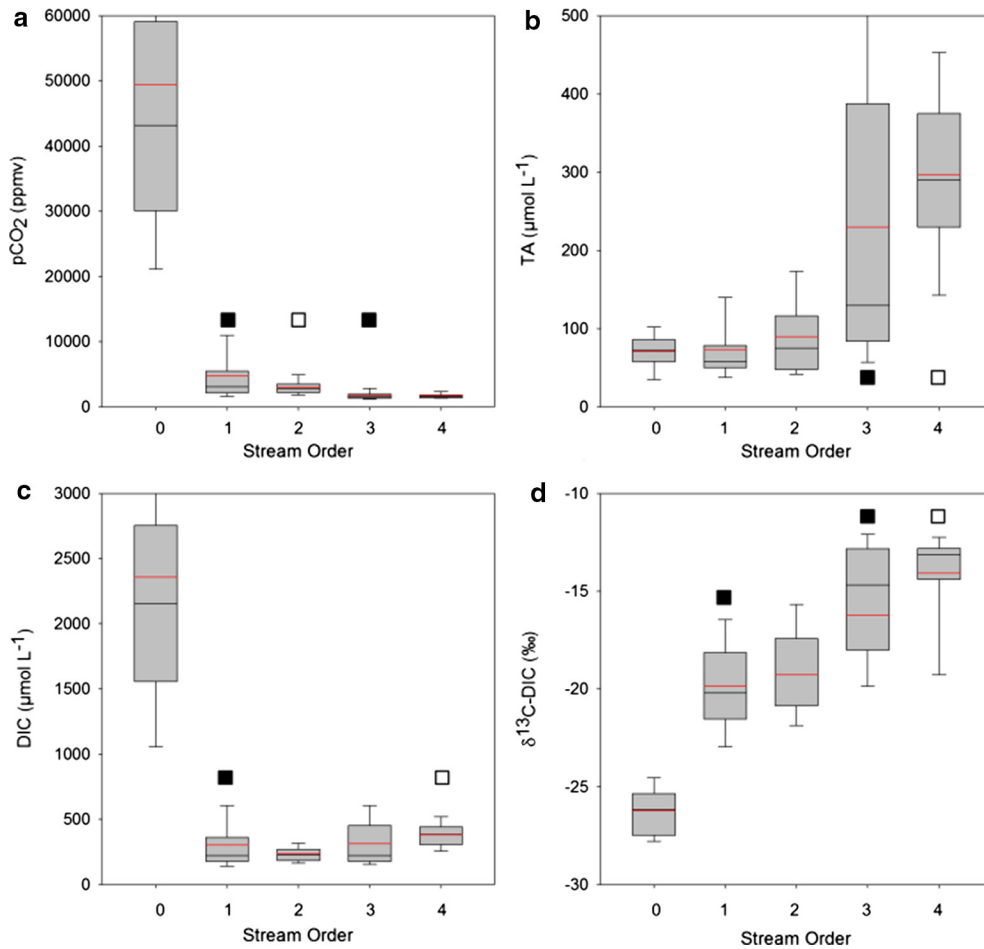 a
60000
50000
40000
30000
20000
10000
0
pCO2 (ppmv)
0 1 2 3 4
Stream Order
b
500
400
300
200
100
0
TA (µmol L-1)
0 1 2 3 4
Stream Order
c
3000
2500
2000
1500
1000
500
0
DIC (µmol L-1)
0 1 2 3 4
Stream Order
d
-10
-15
-20
-25
-30
δ13C-DIC (‰)
0 1 2 3 4
Stream Order